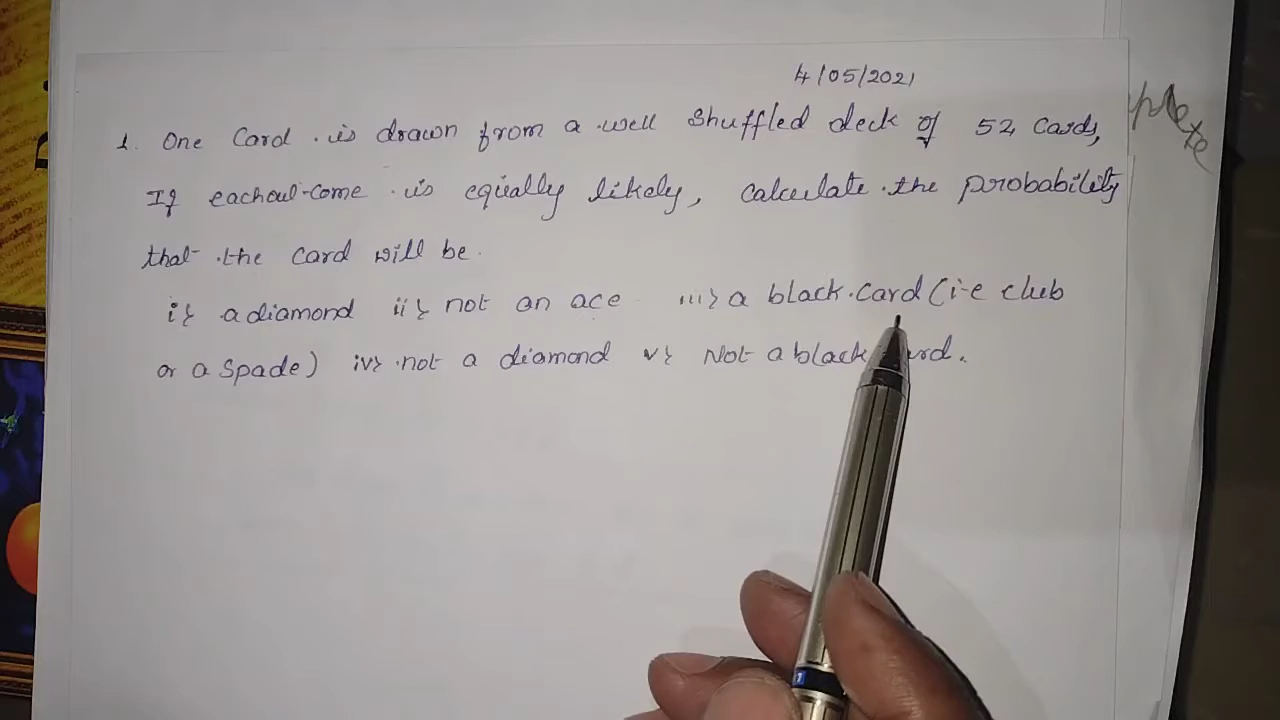 4/05/2021
1. One Card is drawn from a well Shuffled deck of 52 Cards,
If eachout-come is equally likely, calculate the probability
that the card will be.
i} a diamond ii} not an ace iii} a black card (i-e club
or a Spade) iv} not a diamond v} Not a black